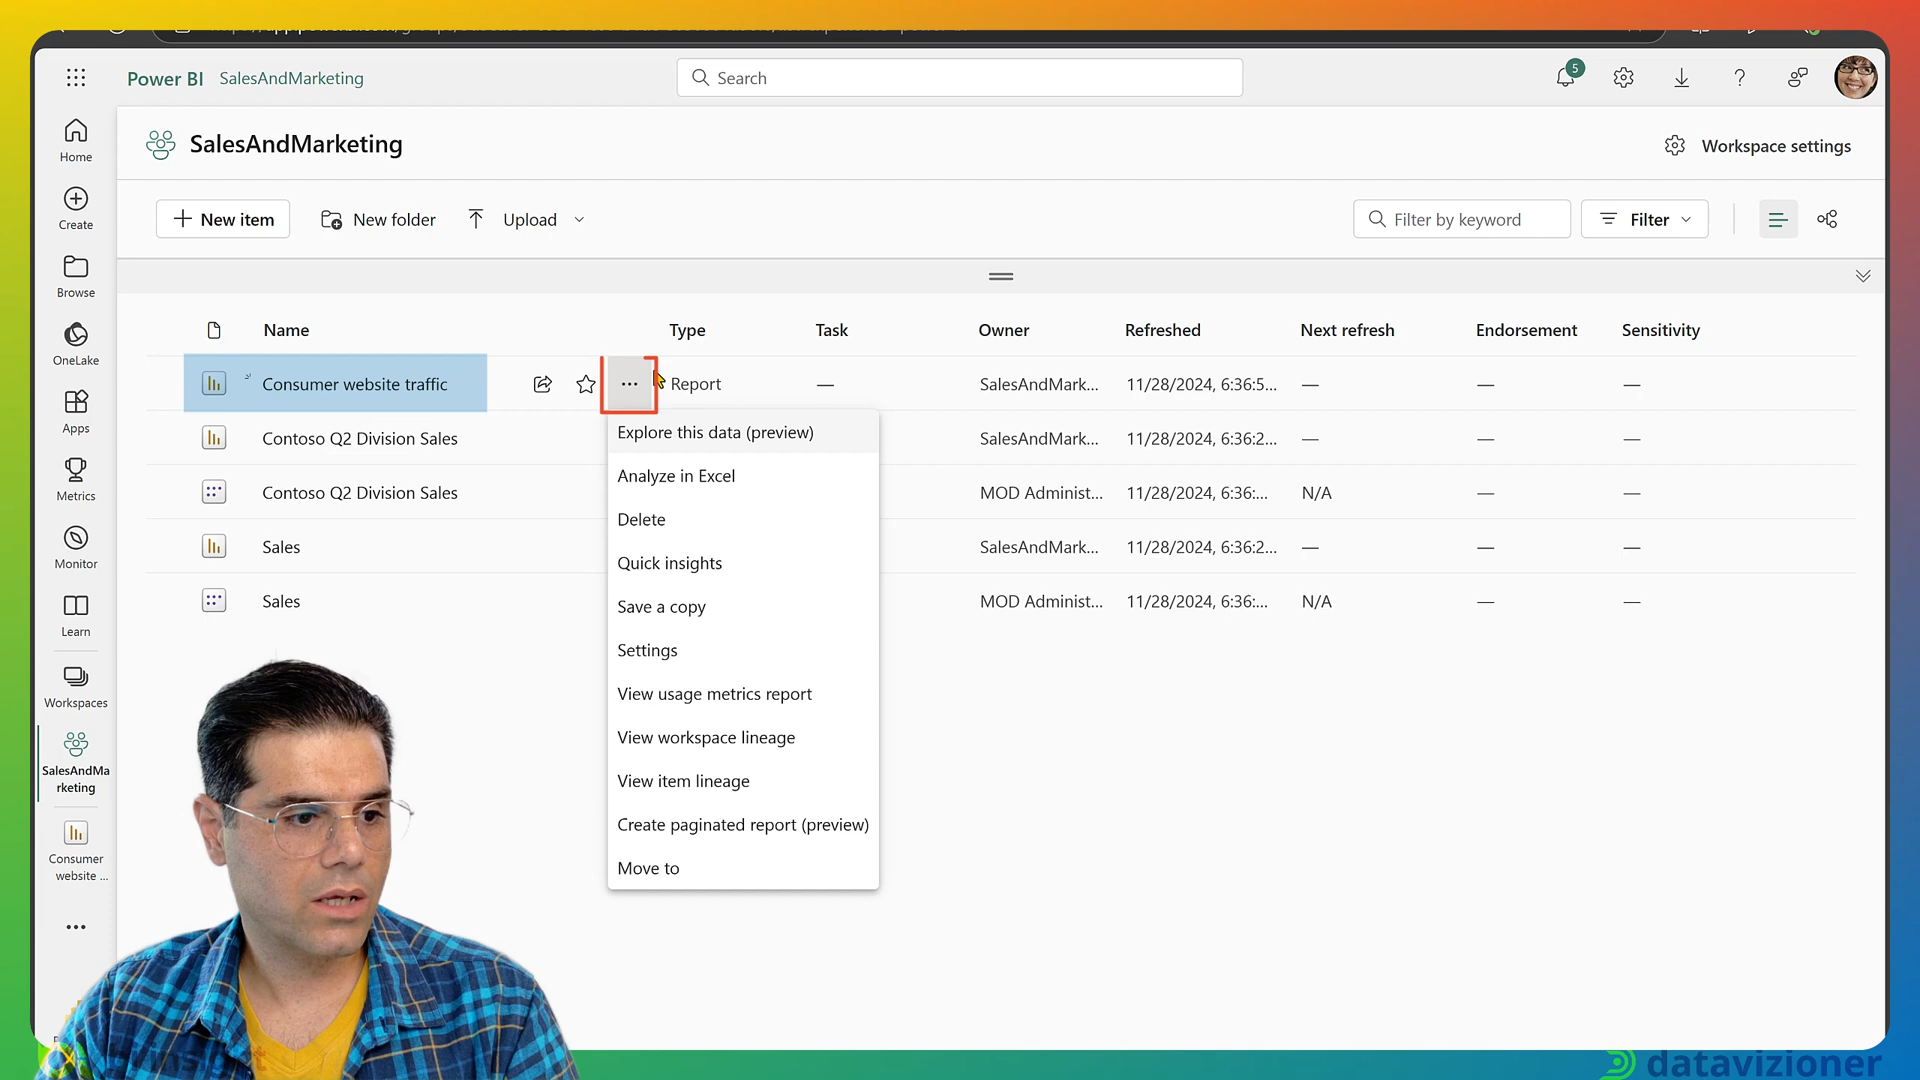 Power BI SalesAndMarketing
Search
5
SalesAndMarketing
Workspace settings
New item
New folder
Upload
Filter by keyword
Filter
Home
Create
Browse
OneLake
Apps
Metrics
Monitor
Learn
Workspaces
SalesAndMa
rketing
Consumer
website ...
Name Type Task Owner Refreshed Next refresh Endorsement Sensitivity
Consumer website traffic ... Report — SalesAndMark... 11/28/2024, 6:36:5... — — —
Contoso Q2 Division Sales SalesAndMark... 11/28/2024, 6:36:2... — — —
Contoso Q2 Division Sales MOD Administ... 11/28/2024, 6:36:... N/A — —
Sales SalesAndMark... 11/28/2024, 6:36:2... — — —
Sales MOD Administ... 11/28/2024, 6:36:... N/A — —
Explore this data (preview)
Analyze in Excel
Delete
Quick insights
Save a copy
Settings
View usage metrics report
View workspace lineage
View item lineage
Create paginated report (preview)
Move to
datavizioner